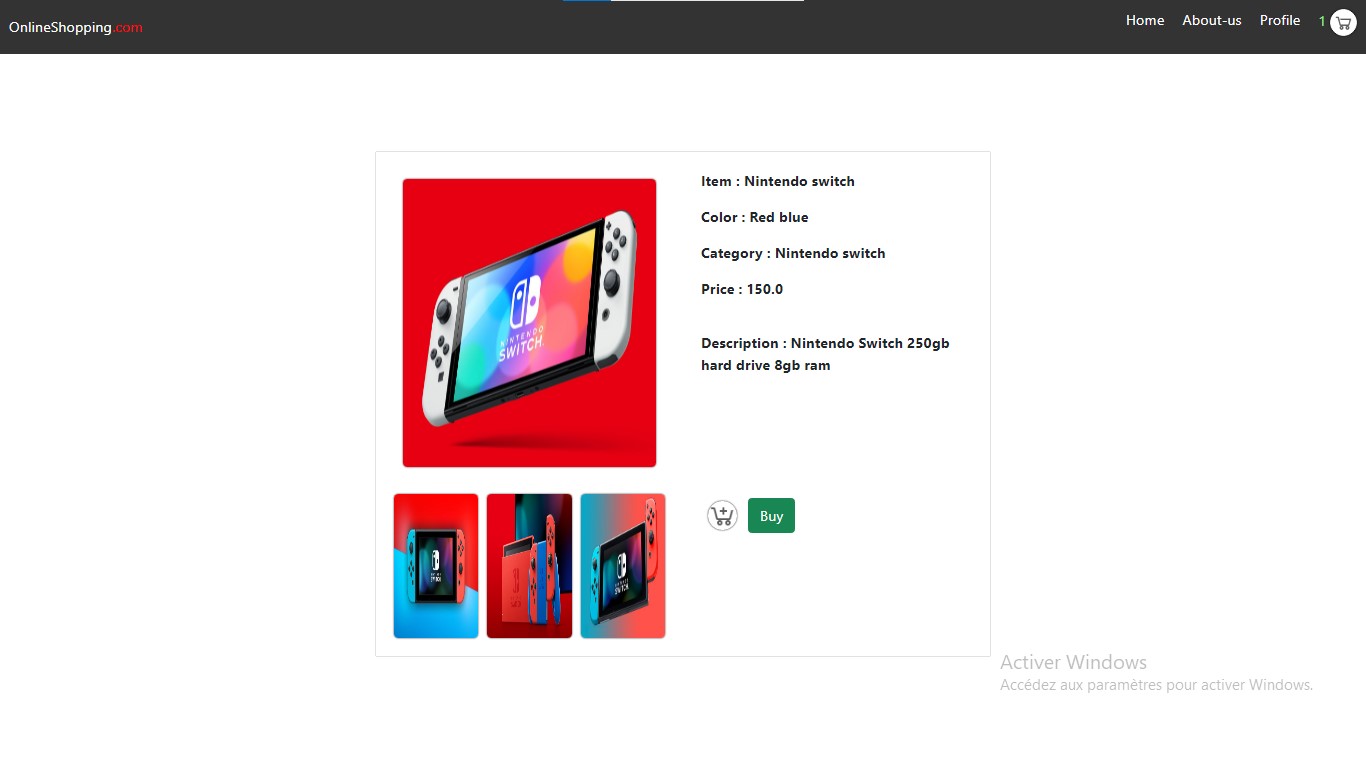 OnlineShopping.com
Home About-us Profile 1
Item : Nintendo switch
Color : Red blue
Category : Nintendo switch
Price : 150.0
Description : Nintendo Switch 250gb
hard drive 8gb ram
NINTENDO
SWITCH
SWITCH
SWITCH
Buy
Activer Windows
Accédez aux paramètres pour activer Windows.